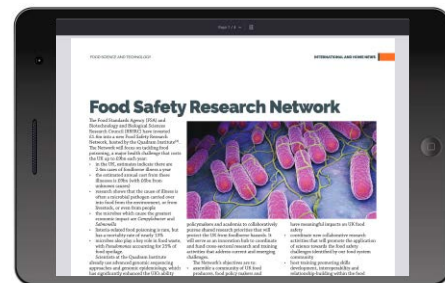 Page 1 / 4
FOOD SCIENCE AND TECHNOLOGY
INTERNATIONAL AND HOME NEWS
Food Safety Research Network
The Food Standards Agency (FSA) and
Biotechnology and Biological Sciences
Research Council (BBSRC) have invested
£1.6m into a new Food Safety Research
Network, hosted by the Quadram Institute
The Network will focus on tackling food
poisoning, a major health challenge that costs
the UK up to £9bn each year:
• in the UK, estimates indicate there are
2.4m cases of foodborne illness a year
• the estimated annual cost from these
illnesses is £9bn (with £6bn from
unknown causes)
• research shows that the cause of illness is
often a microbial pathogen carried over
into food from the environment, or from
livestock, or even from people
• the microbes which cause the greatest
economic impact are Campylobacter and
Salmonella
• listeria-related food poisoning is rare, but
has a mortality rate of nearly 13%
• microbes also play a key role in food waste,
with Pseudomonas accounting for 25% of
food spoilage.
Scientists at the Quadram Institute
already use advanced genomic sequencing
approaches and genomic epidemiology, which
has significantly enhanced the UK's ability
policymakers and academia to collaboratively
pursue shared research priorities that will
protect the UK from foodborne hazards. It
will serve as an innovation hub to coordinate
and fund cross-sectoral research and training
activities that address current and emerging
challenges.
The Network's objectives are to:
• assemble a community of UK food
producers, food policy makers and
have meaningful impacts on UK food
safety
• coordinate new collaborative research
activities that will promote the application
of science towards the food safety
challenges identified by our food system
community
• host training promoting skills
development, interoperability and
relationship-building within the food